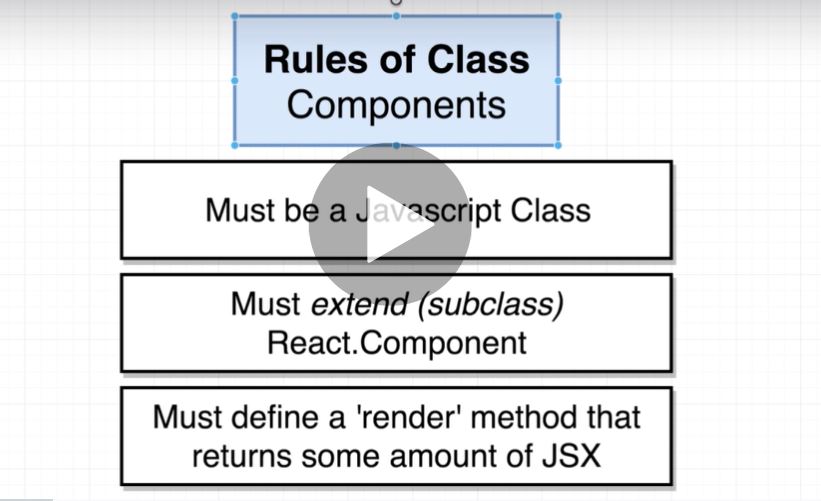 Rules of Class
Components
Must be a Javascript Class
Must extend (subclass)
React.Component
Must define a 'render' method that
returns some amount of JSX